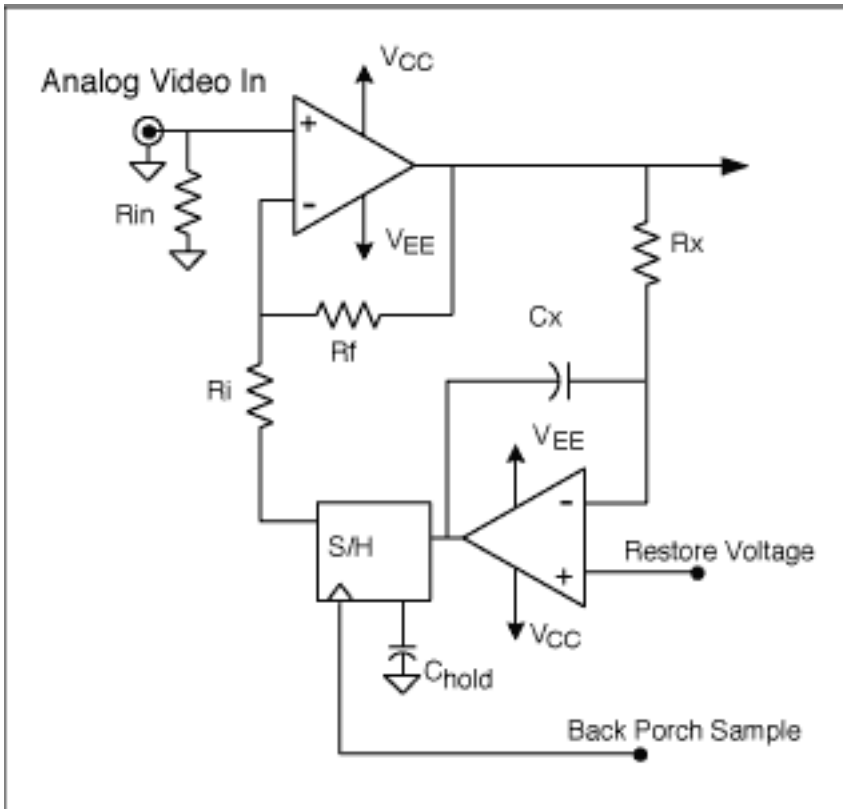 VCC
Analog Video In
+
-
Rin
VEE
Rx
Rf
Cx
Ri
VEE
-
S/H
Restore Voltage
+
VCC
Chold
Back Porch Sample